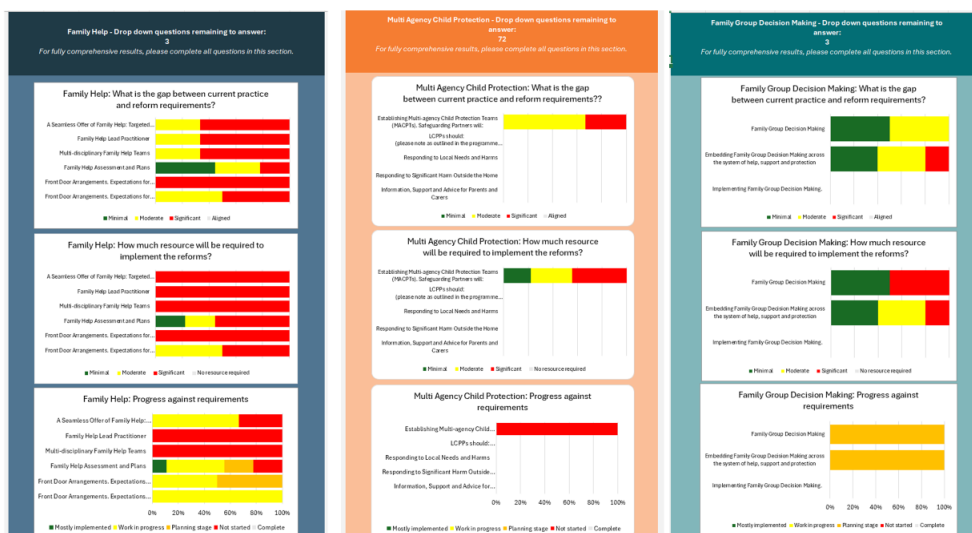 Family Help - Drop down questions remaining to answer:
3
For fully comprehensive results, please complete all questions in this section.
Family Help: What is the gap between current practice
and reform requirements?
A Seamless Offer of Family Help: Targeted...
Family Help Lead Practitioner
Multi-disciplinary Family Help Teams
Family Help Assessment and Plans
Front Door Arrangements. Expectations for...
Front Door Arrangements. Expectations for...
Minimal Moderate Significant Aligned
Family Help: How much resource will be required to
implement the reforms?
A Seamless Offer of Family Help: Targeted...
Family Help Lead Practitioner
Multi-disciplinary Family Help Teams
Family Help Assessment and Plans
Front Door Arrangements. Expectations for...
Front Door Arrangements. Expectations for...
Minimal Moderate Significant No resource required
Family Help: Progress against requirements
A Seamless Offer of Family Help:...
Family Help Lead Practitioner
Multi-disciplinary Family Help Teams
Family Help Assessment and Plans
Front Door Arrangements. Expectations...
Front Door Arrangements. Expectations...
0% 20% 40% 60% 80% 100%
Mostly implemented Work in progress Planning stage Not started Complete
Multi Agency Child Protection - Drop down questions remaining to
answer:
72
For fully comprehensive results, please complete all questions in this section.
Multi Agency Child Protection: What is the gap
between current practice and reform requirements??
Establishing Multi-agency Child Protection Teams
(MACPTs). Safeguarding Partners will:
LCPPs should:
(please note as outlined in the programme...
Responding to Local Needs and Harms
Responding to Significant Harm Outside the Home
Information, Support and Advice for Parents and
Carers
Minimal Moderate Significant Aligned
Multi Agency Child Protection: How much resource
will be required to implement the reforms?
Establishing Multi-agency Child Protection Teams
(MACPTs). Safeguarding Partners will:
LCPPs should:
(please note as outlined in the programme...
Responding to Local Needs and Harms
Responding to Significant Harm Outside the Home
Information, Support and Advice for Parents and
Carers
Minimal Moderate Significant No resource required
Multi Agency Child Protection: Progress against
requirements
Establishing Multi-agency Child...
LCPPs should:...
Responding to Local Needs and Harms
Responding to Significant Harm Outside...
Information, Support and Advice for...
0% 20% 40% 60% 80% 100%
Mostly implemented Work in progress Planning stage Not started Complete
Family Group Decision Making - Drop down questions remaining to
answer:
3
For fully comprehensive results, please complete all questions in this section.
Family Group Decision Making: What is the gap
between current practice and reform requirements?
Family Group Decision Making
Embedding Family Group Decision Making across
the system of help, support and protection
Implementing Family Group Decision Making.
Minimal Moderate Significant Aligned
Family Group Decision Making: How much resource
will be required to implement the reforms?
Family Group Decision Making
Embedding Family Group Decision Making across
the system of help, support and protection
Implementing Family Group Decision Making.
Minimal Moderate Significant No resource required
Family Group Decision Making: Progress against
requirements
Family Group Decision Making
Embedding Family Group Decision Making across
the system of help, support and protection
Implementing Family Group Decision Making.
0% 20% 40% 60% 80% 100%
Mostly implemented Work in progress Planning stage Not started Complete